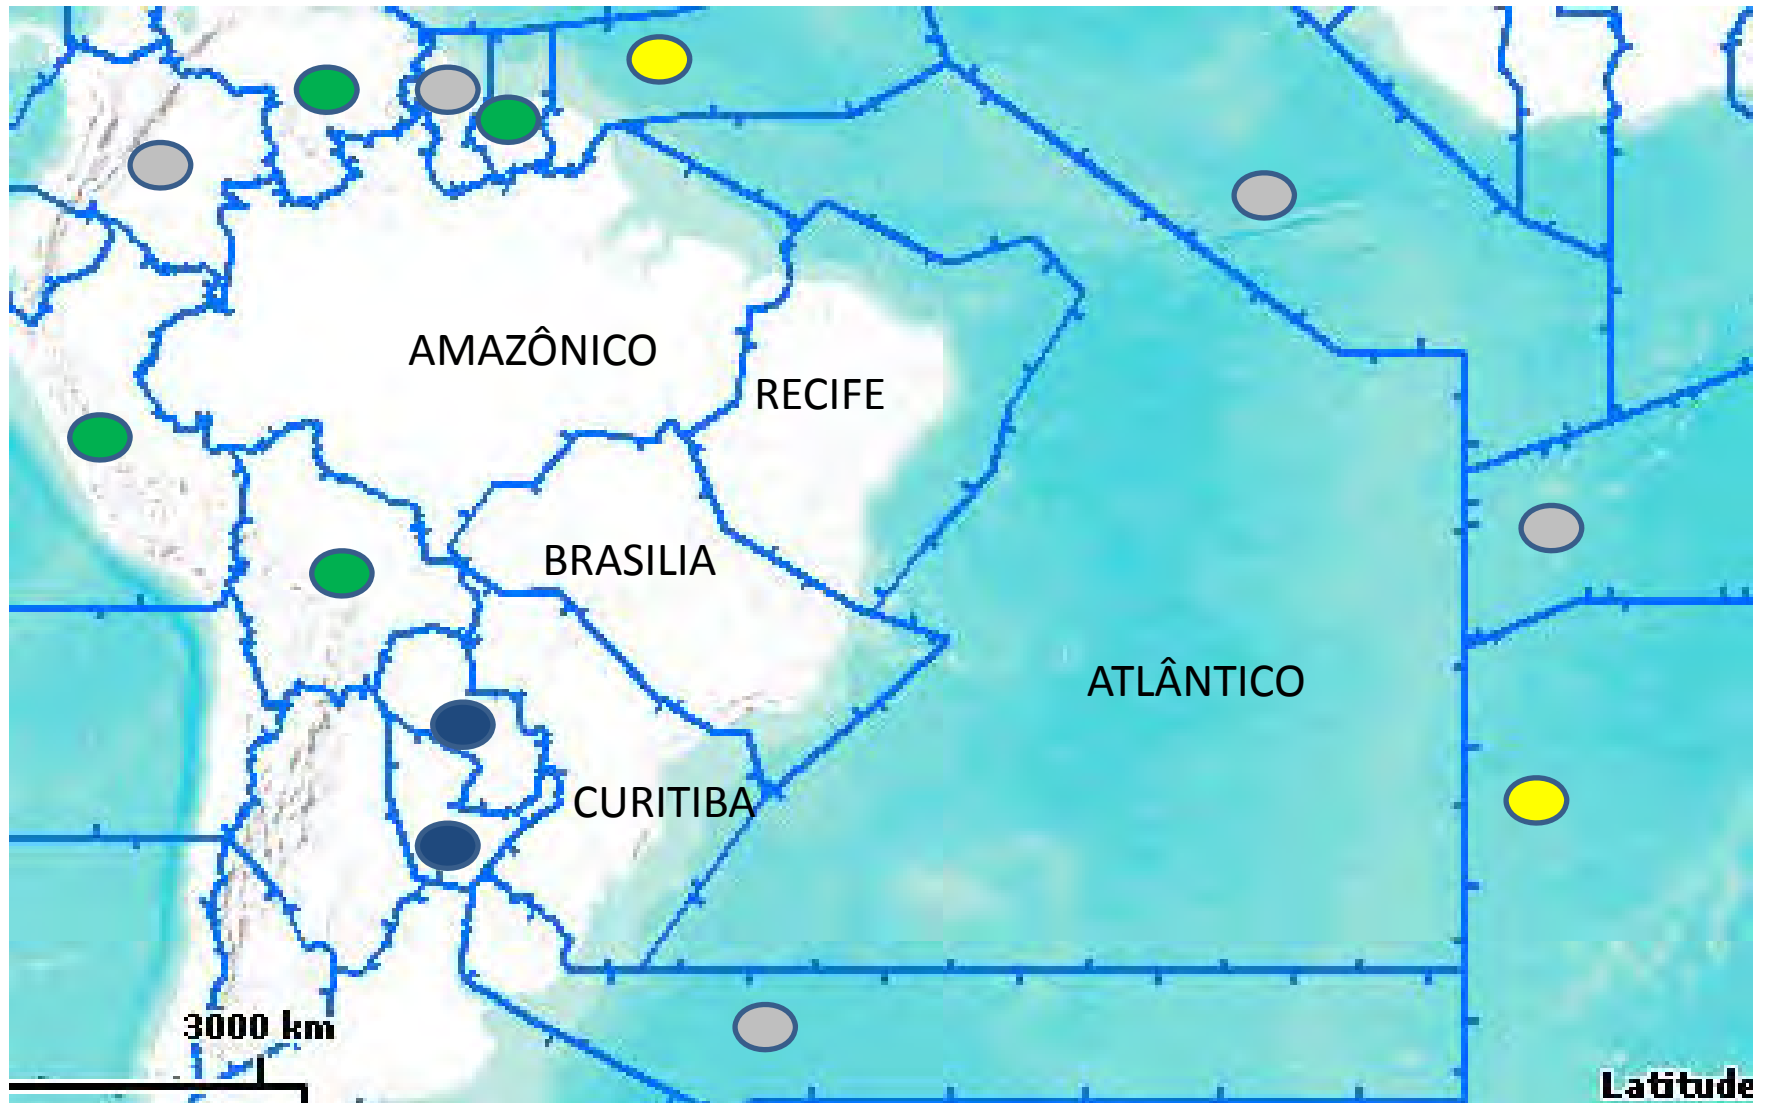 AMAZÔNICO
RECIFE
BRASILIA
ATLÂNTICO
CURITIBA
3000 km
Latitude